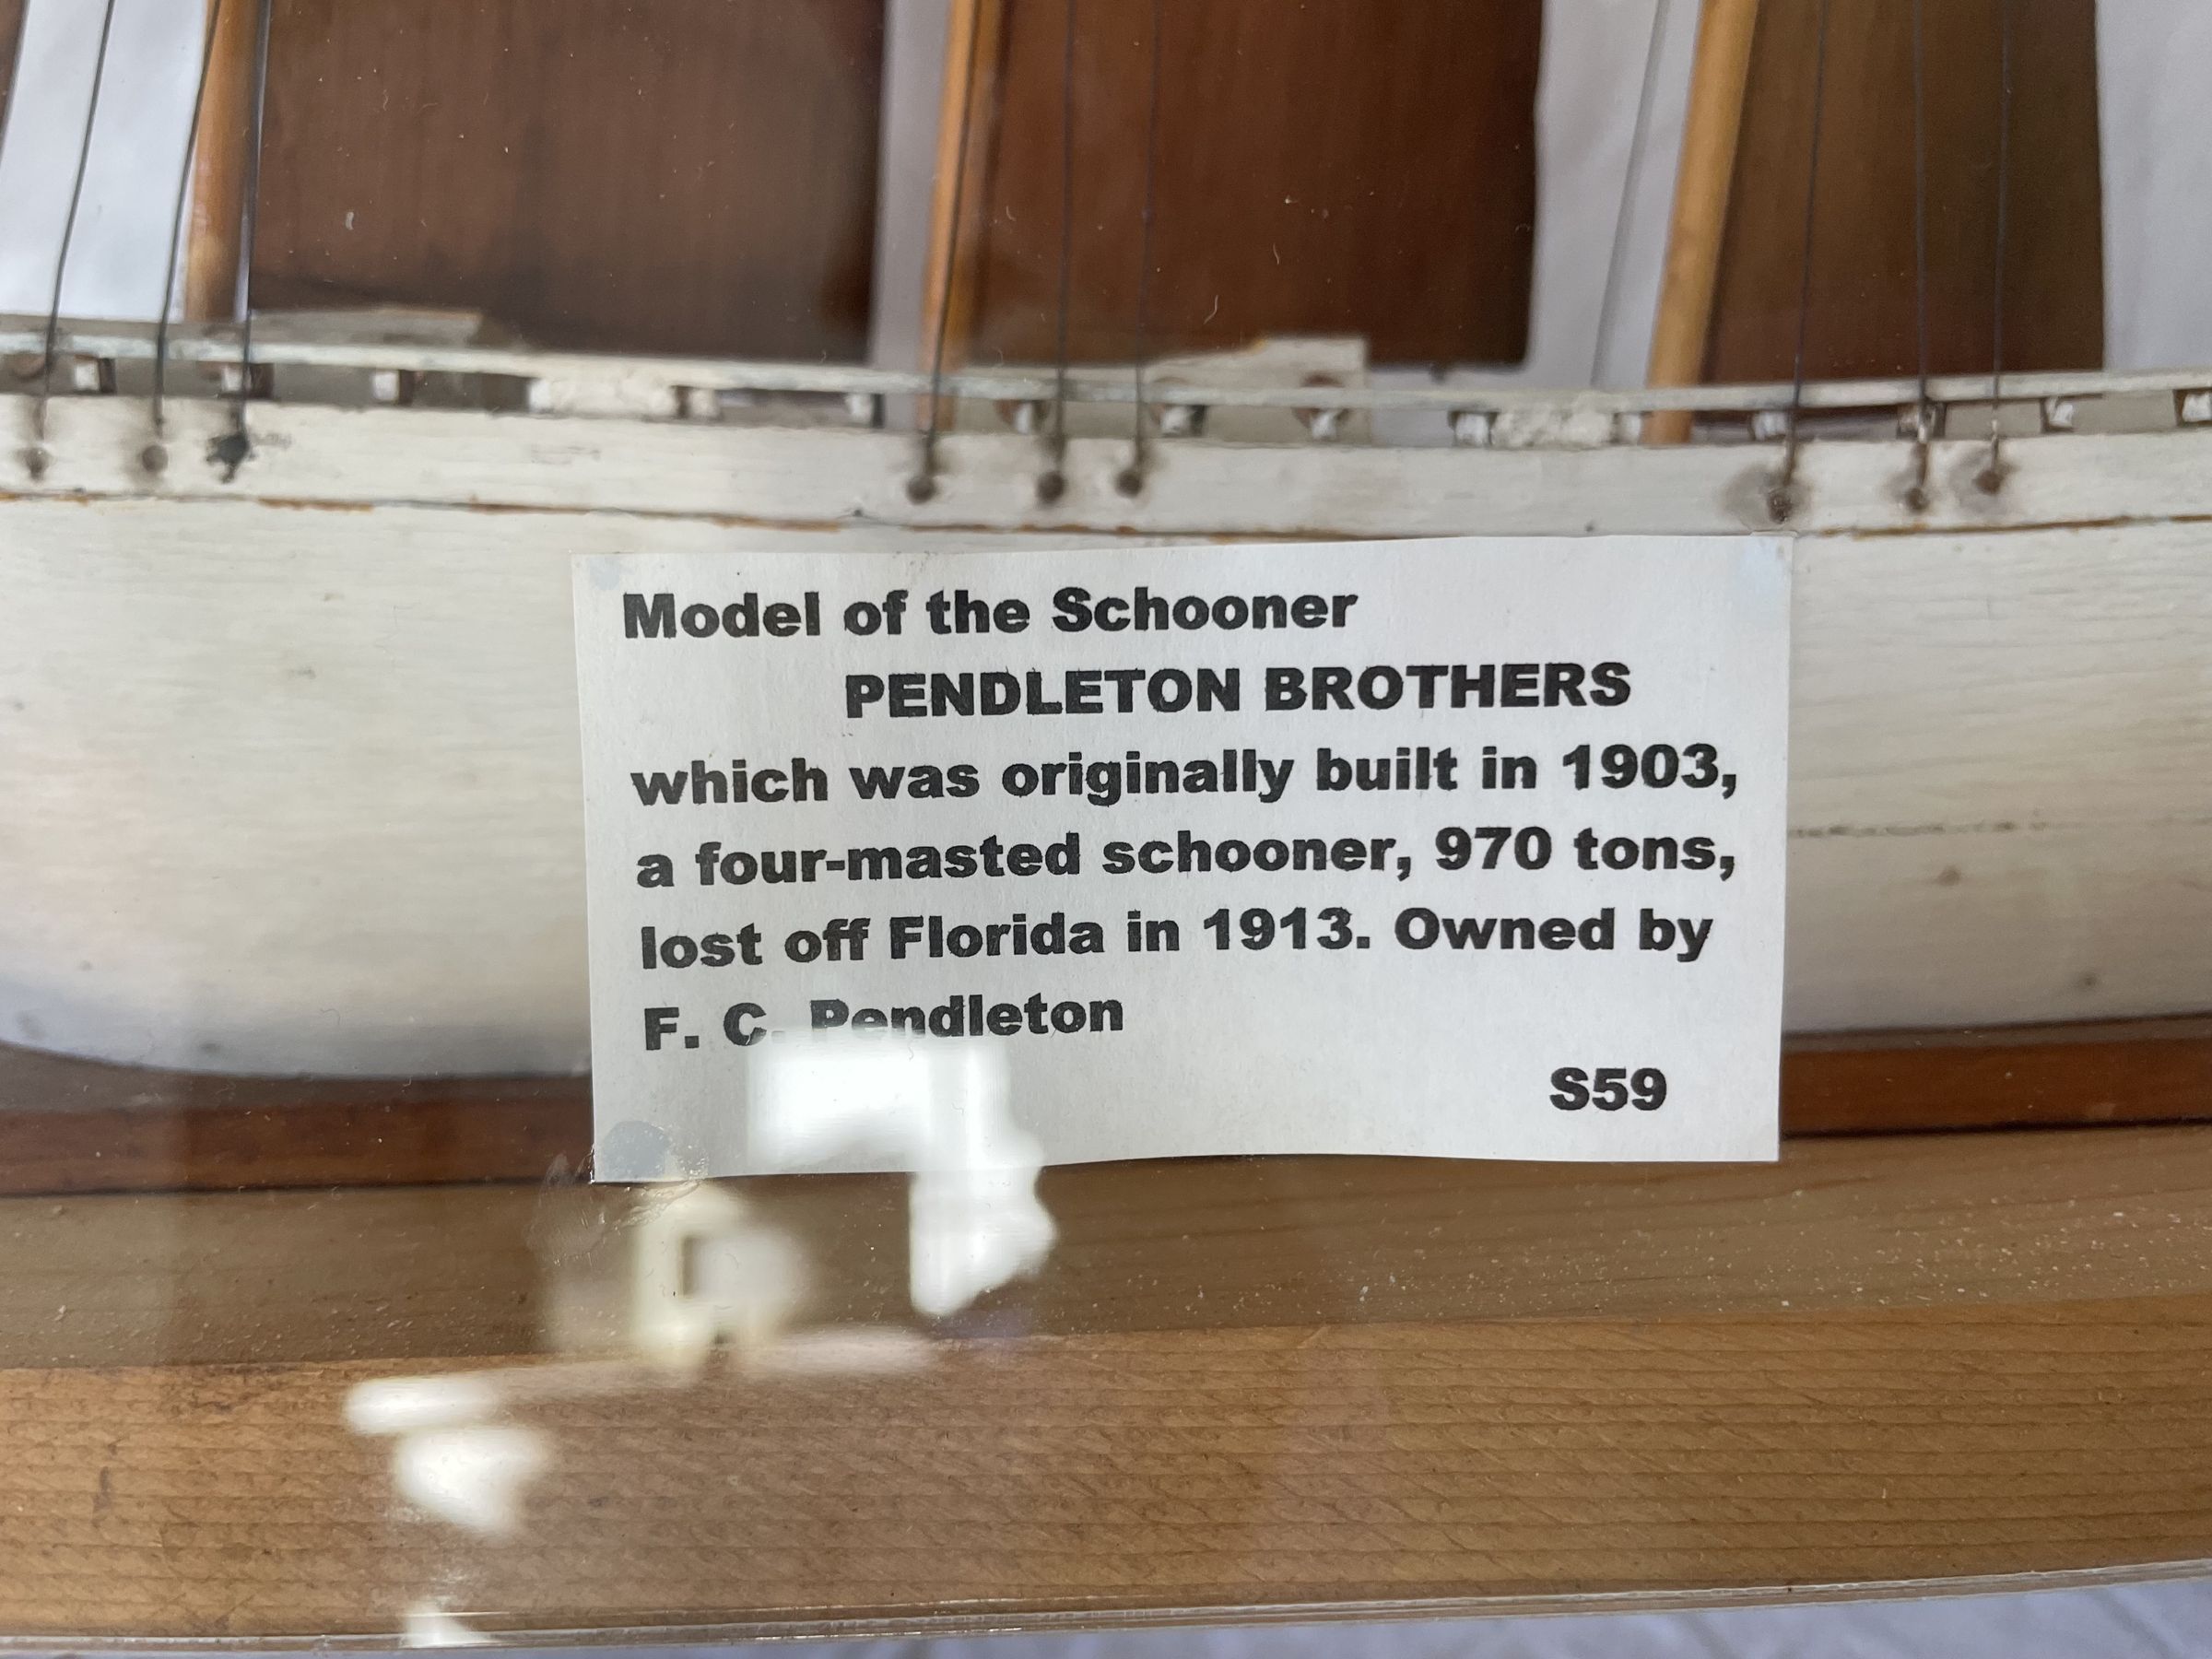 Model of the Schooner
PENDLETON BROTHERS
which was originally built in 1903,
a four-masted schooner, 970 tons,
lost off Florida in 1913. Owned by
F. C. Pendleton
S59